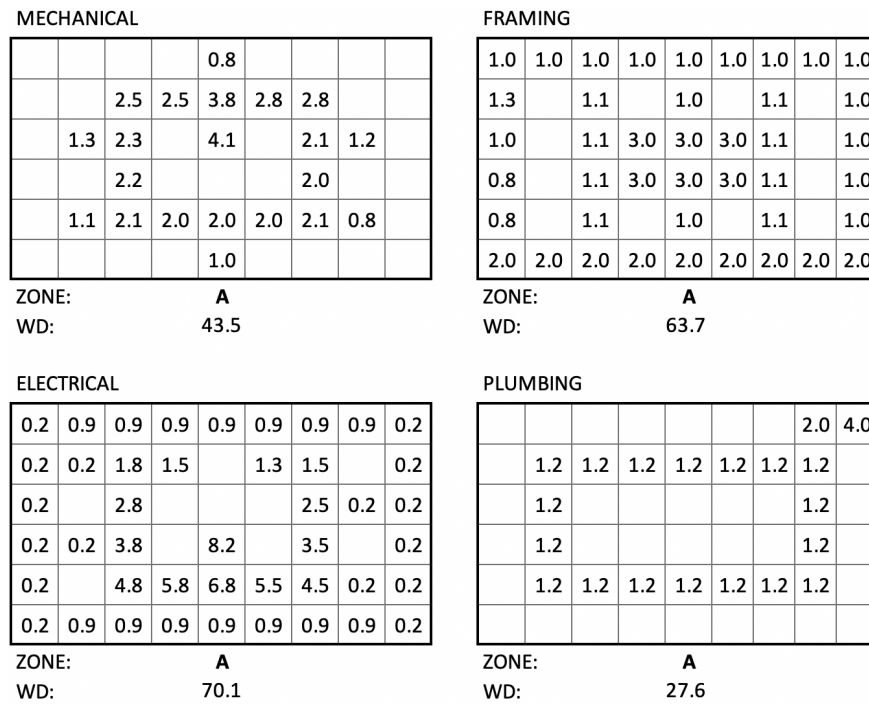 MECHANICAL
0.8
2.5 2.5 3.8 2.8 2.8
1.3 2.3 4.1 2.1 1.2
2.2 2.0
1.1 2.1 2.0 2.0 2.0 2.1 0.8
1.0
ZONE: A
WD: 43.5
FRAMING
1.0 1.0 1.0 1.0 1.0 1.0 1.0 1.0 1.0
1.3 1.1 1.0 1.1 1.0
1.0 1.1 3.0 3.0 3.0 1.1 1.0
0.8 1.1 3.0 3.0 3.0 1.1 1.0
0.8 1.1 1.0 1.1 1.0
2.0 2.0 2.0 2.0 2.0 2.0 2.0 2.0 2.0
ZONE: A
WD: 63.7
ELECTRICAL
0.2 0.9 0.9 0.9 0.9 0.9 0.9 0.9 0.2
0.2 0.2 1.8 1.5 1.3 1.5 0.2
0.2 2.8 2.5 0.2 0.2
0.2 0.2 3.8 8.2 3.5 0.2
0.2 4.8 5.8 6.8 5.5 4.5 0.2 0.2
0.2 0.9 0.9 0.9 0.9 0.9 0.9 0.9 0.2
ZONE: A
WD: 70.1
PLUMBING
2.0 4.0
1.2 1.2 1.2 1.2 1.2 1.2 1.2
1.2 1.2
1.2 1.2
1.2 1.2 1.2 1.2 1.2 1.2 1.2
ZONE: A
WD: 27.6